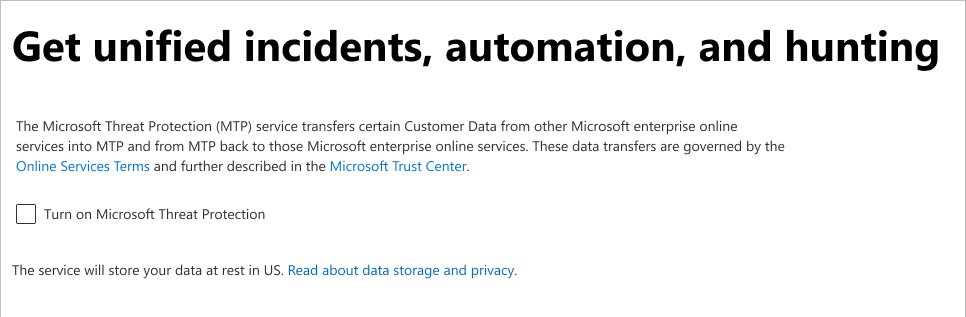 Get unified incidents, automation, and hunting
The Microsoft Threat Protection (MTP) service transfers certain Customer Data from other Microsoft enterprise online
services into MTP and from MTP back to those Microsoft enterprise online services. These data transfers are governed by the
Online Services Terms and further described in the Microsoft Trust Center.
Turn on Microsoft Threat Protection
The service will store your data at rest in US. Read about data storage and privacy.